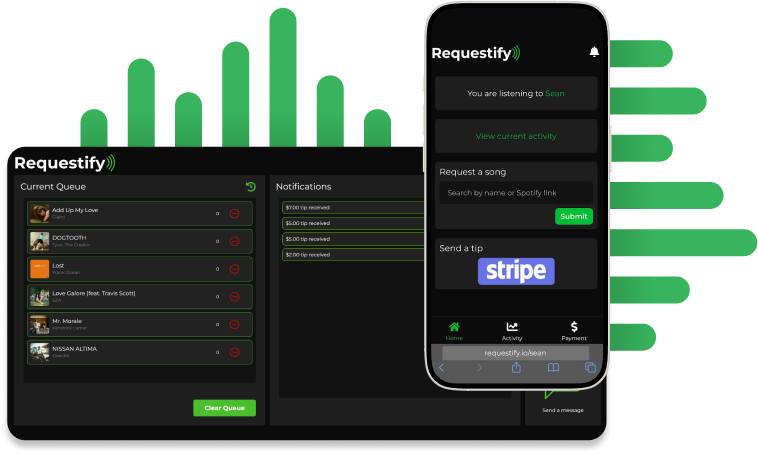 Requestify
Current Queue
Add Up My Love
Clairo
0
DOGTOOTH
Tyler, The Creator
0
Lost
Frank Ocean
0
Love Galore (feat. Travis Scott)
SZA
0
Mr. Morale
Kendrick Lamar
0
NISSAN ALTIMA
Doechii
0
Clear Queue
Notifications
$7.00 tip received
$5.00 tip received
$5.00 tip received
$2.00 tip received
Send a message
Requestify
You are listening to Sean
View current activity
Request a song
Search by name or Spotify link
Submit
Send a tip
stripe
Home
Activity
Payment
requestify.io/sean